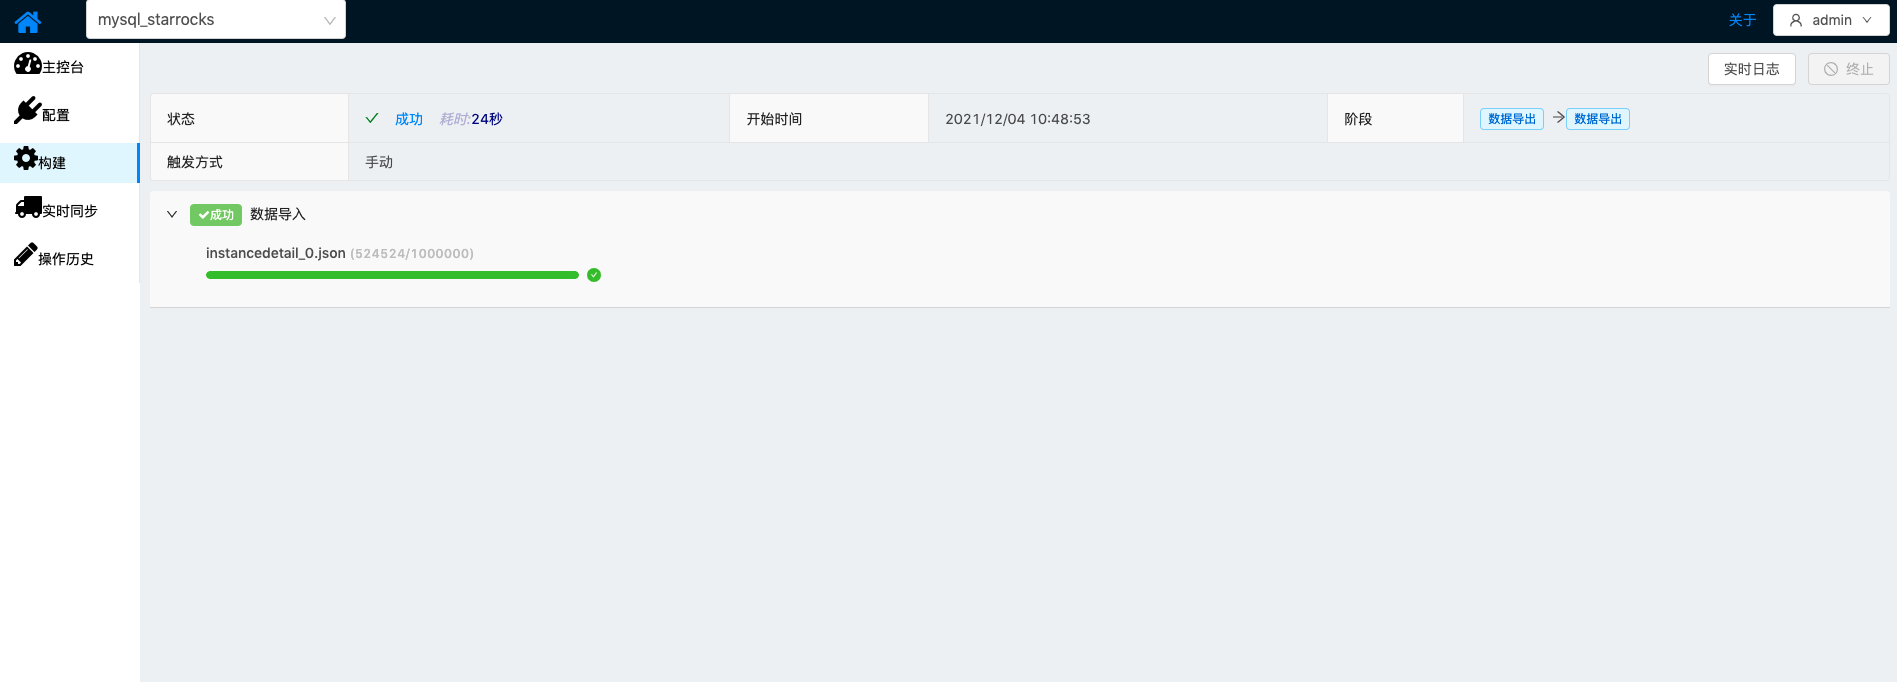 mysql_starrocks
关于
admin
主控台
配置
构建
实时同步
操作历史
实时日志
终止
状态
成功 耗时:24秒
开始时间
2021/12/04 10:48:53
阶段
数据导出 → 数据导出
触发方式
手动
成功 数据导入
instancedetail_0.json (524524/1000000)